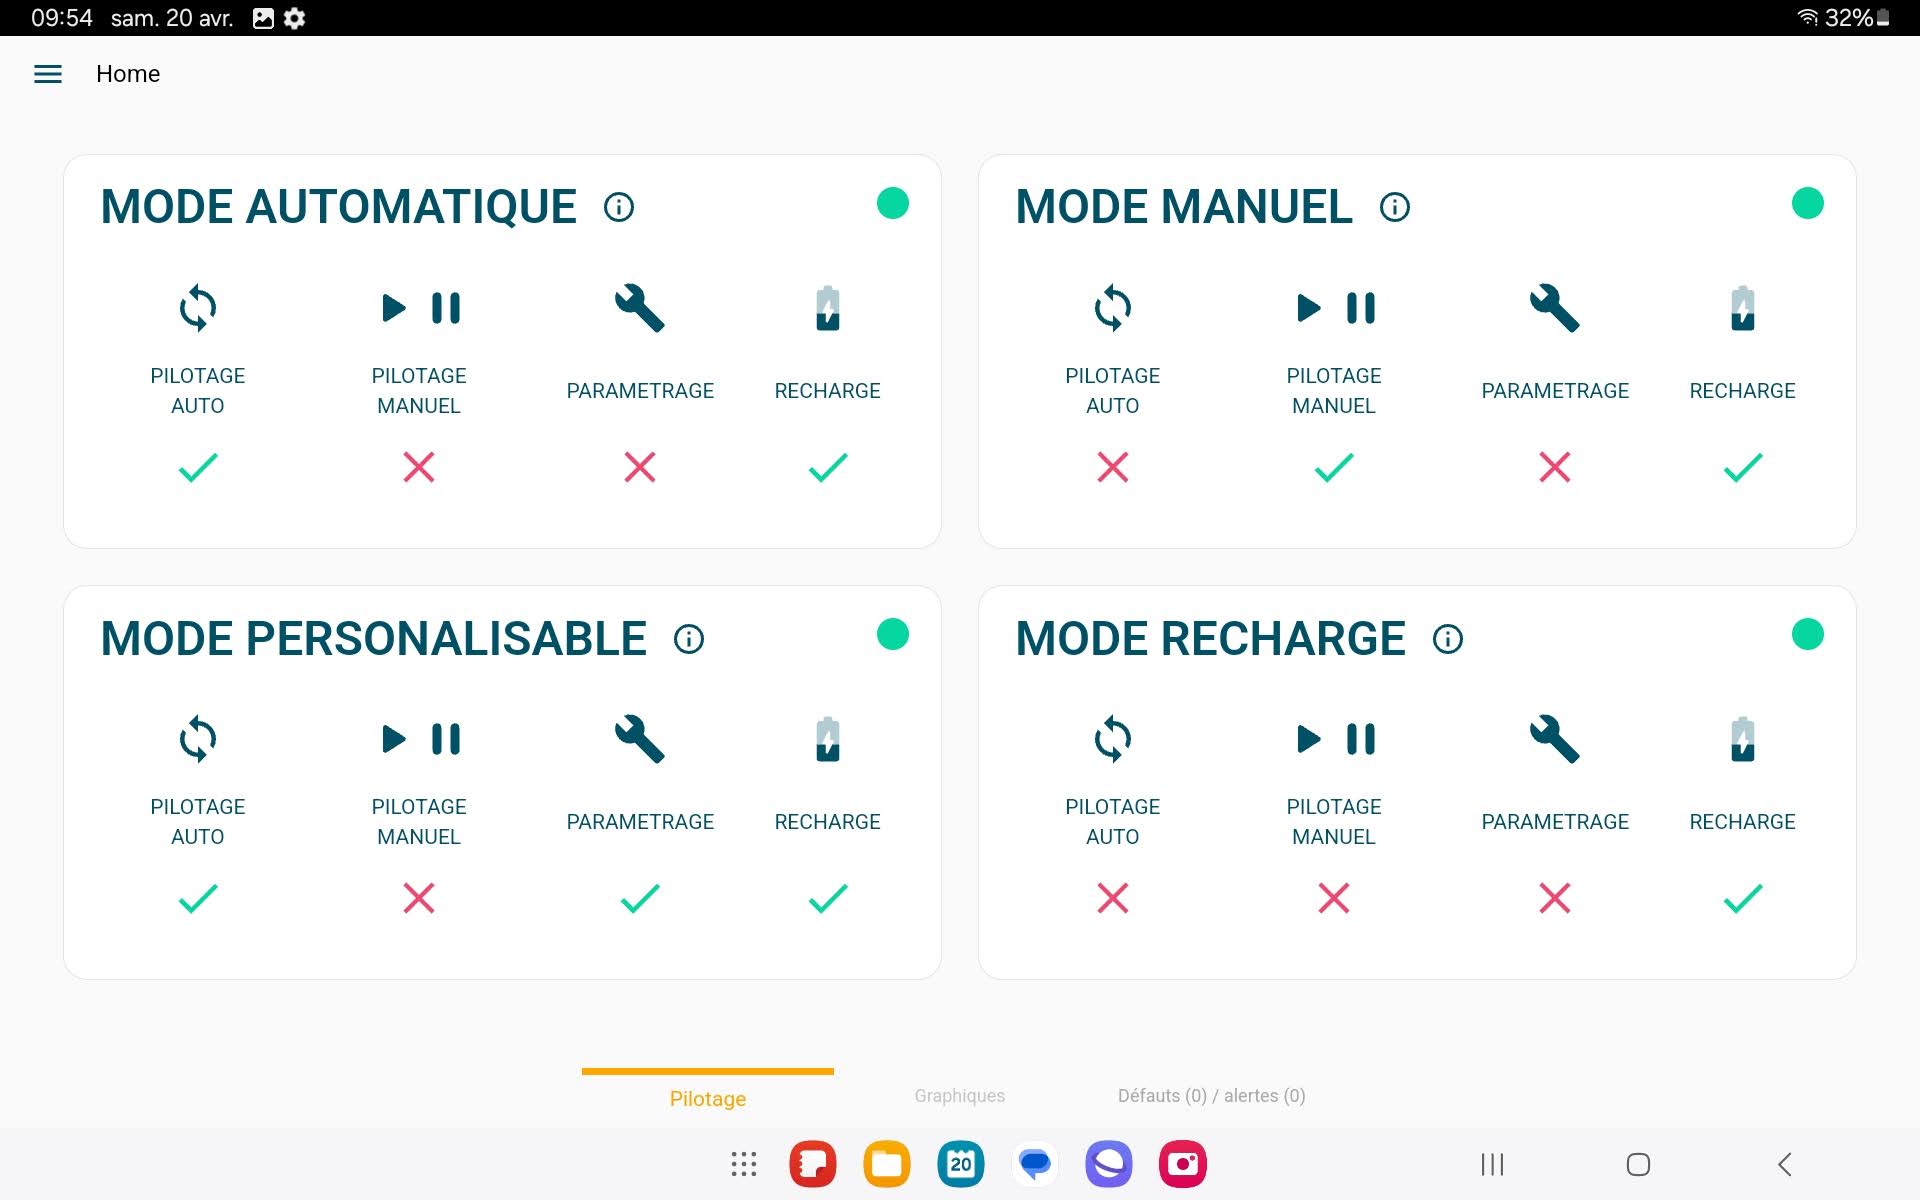 09:54 sam. 20 avr.
32%
Home
MODE AUTOMATIQUE
PILOTAGE
AUTO
PILOTAGE
MANUEL
PARAMETRAGE
RECHARGE
MODE MANUEL
PILOTAGE
AUTO
PILOTAGE
MANUEL
PARAMETRAGE
RECHARGE
MODE PERSONALISABLE
PILOTAGE
AUTO
PILOTAGE
MANUEL
PARAMETRAGE
RECHARGE
MODE RECHARGE
PILOTAGE
AUTO
PILOTAGE
MANUEL
PARAMETRAGE
RECHARGE
Pilotage
Graphiques
Défauts (0) / alertes (0)
20